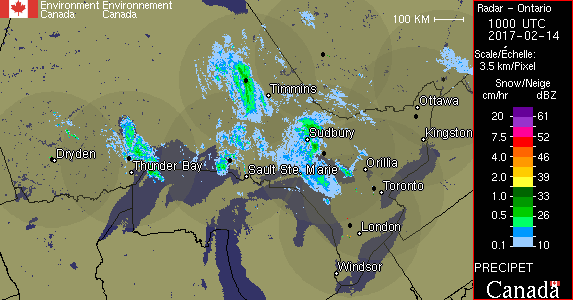 Environment Environnement
Canada Canada
100 KM
Timmins
Ottawa
Sudbury
Kingston
Dryden
Thunder Bay
Sault Ste. Marie
Orillia
Toronto
London
Windsor
Radar - Ontario
1000 UTC
2017-02-14
Scale/Échelle:
3.5 km/Pixel
Snow/Neige
cm/hr dBZ
20 61
7.5 52
4.0 46
2.0 39
1.0 33
0.5 26
0.1 10
PRECIPET
Canada